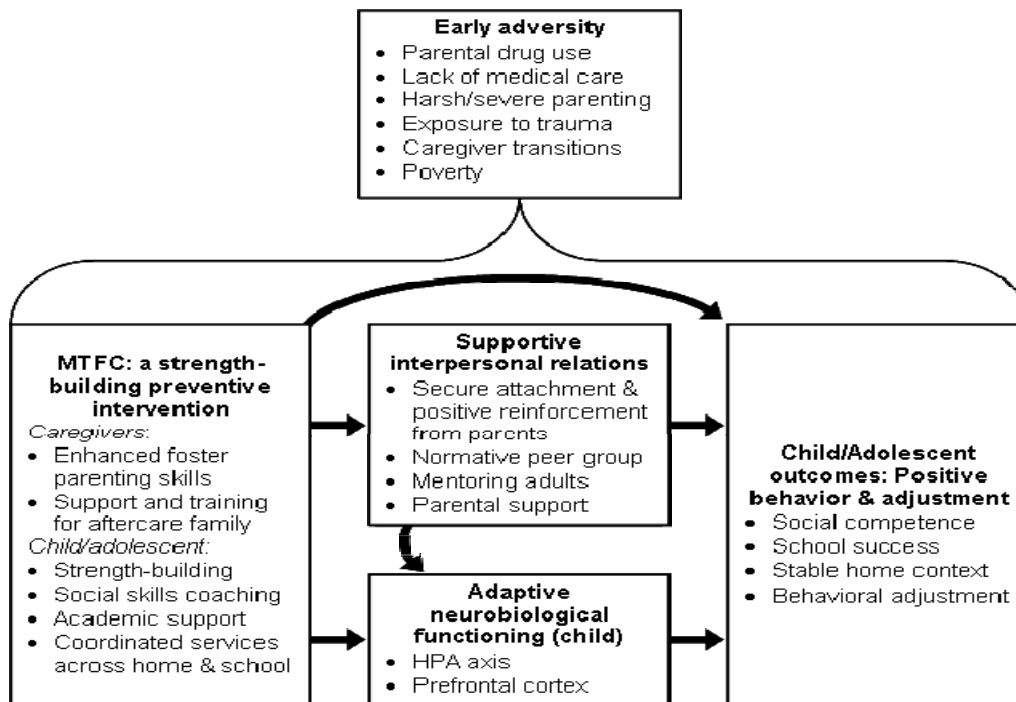 Early adversity
• Parental drug use
• Lack of medical care
• Harsh/severe parenting
• Exposure to trauma
• Caregiver transitions
• Poverty
MTFC: a strength-
building preventive
intervention
Caregivers:
• Enhanced foster
parenting skills
• Support and training
for aftercare family
Child/adolescent:
• Strength-building
• Social skills coaching
• Academic support
• Coordinated services
across home & school
Supportive
interpersonal relations
• Secure attachment &
positive reinforcement
from parents
• Normative peer group
• Mentoring adults
• Parental support
Adaptive
neurobiological
functioning (child)
• HPA axis
• Prefrontal cortex
Child/Adolescent
outcomes: Positive
behavior & adjustment
• Social competence
• School success
• Stable home context
• Behavioral adjustment